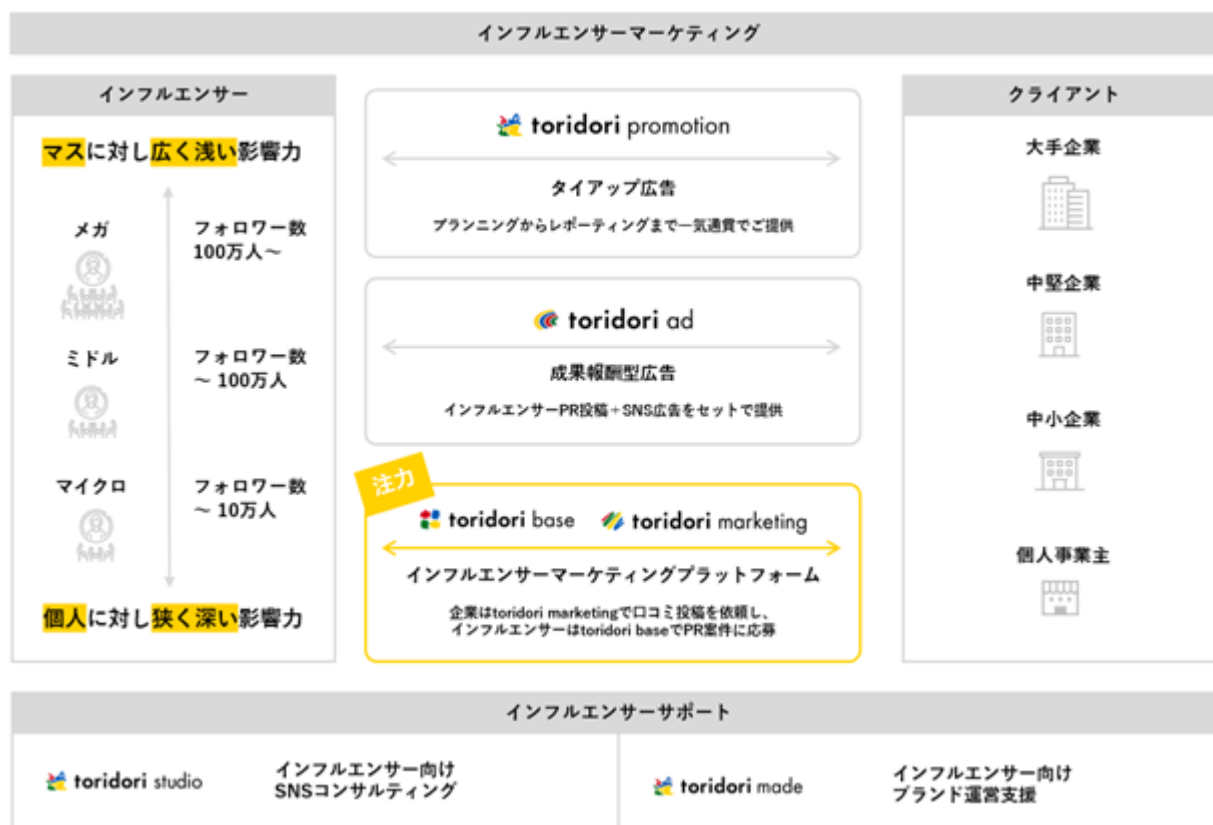 インフルエンサーマーケティング
インフルエンサー
マスに対し広く浅い影響力
メガ
フォロワー数
100万人～
ミドル
フォロワー数
～ 100万人
マイクロ
フォロワー数
～ 10万人
個人に対し狭く深い影響力
toridori promotion
タイアップ広告
プランニングからレポーティングまで一気通貫でご提供
toridori ad
成果報酬型広告
インフルエンサーPR投稿＋SNS広告をセットで提供
注力
toridori base toridori marketing
インフルエンサーマーケティングプラットフォーム
企業はtoridori marketingで口コミ投稿を依頼し、
インフルエンサーはtoridori baseでPR案件に応募
クライアント
大手企業
中堅企業
中小企業
個人事業主
インフルエンサーサポート
toridori studio
インフルエンサー向け
SNSコンサルティング
toridori made
インフルエンサー向け
ブランド運営支援